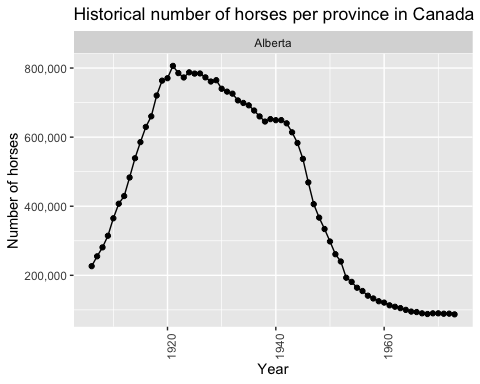 Historical number of horses per province in Canada
Alberta
800,000
600,000
400,000
200,000
Number of horses
1920
1940
1960
Year